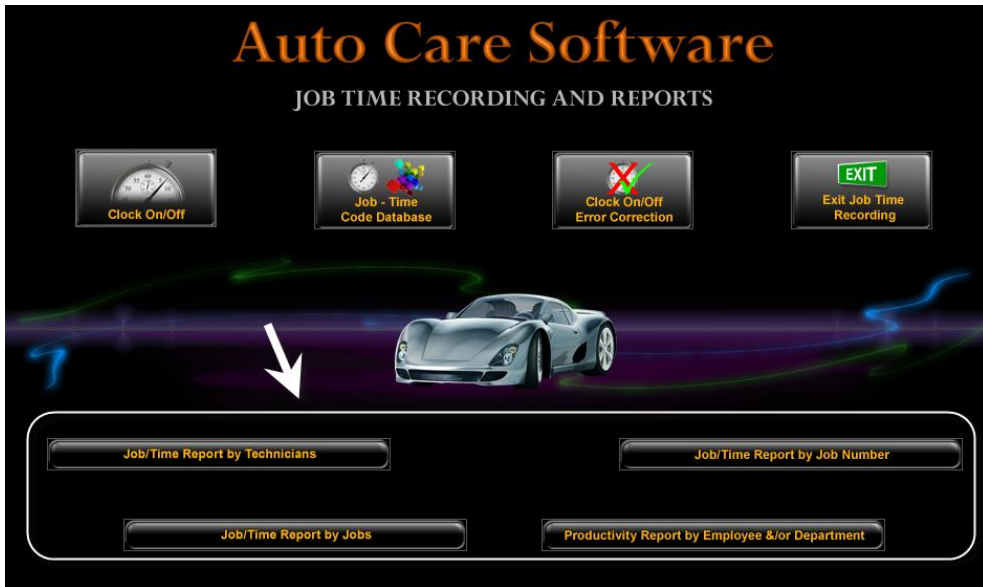 Auto Care Software
JOB TIME RECORDING AND REPORTS
Clock On/Off
Job - Time
Code Database
Clock On/Off
Error Correction
EXIT
Exit Job Time
Recording
Job/Time Report by Technicians
Job/Time Report by Job Number
Job/Time Report by Jobs
Productivity Report by Employee &/or Department